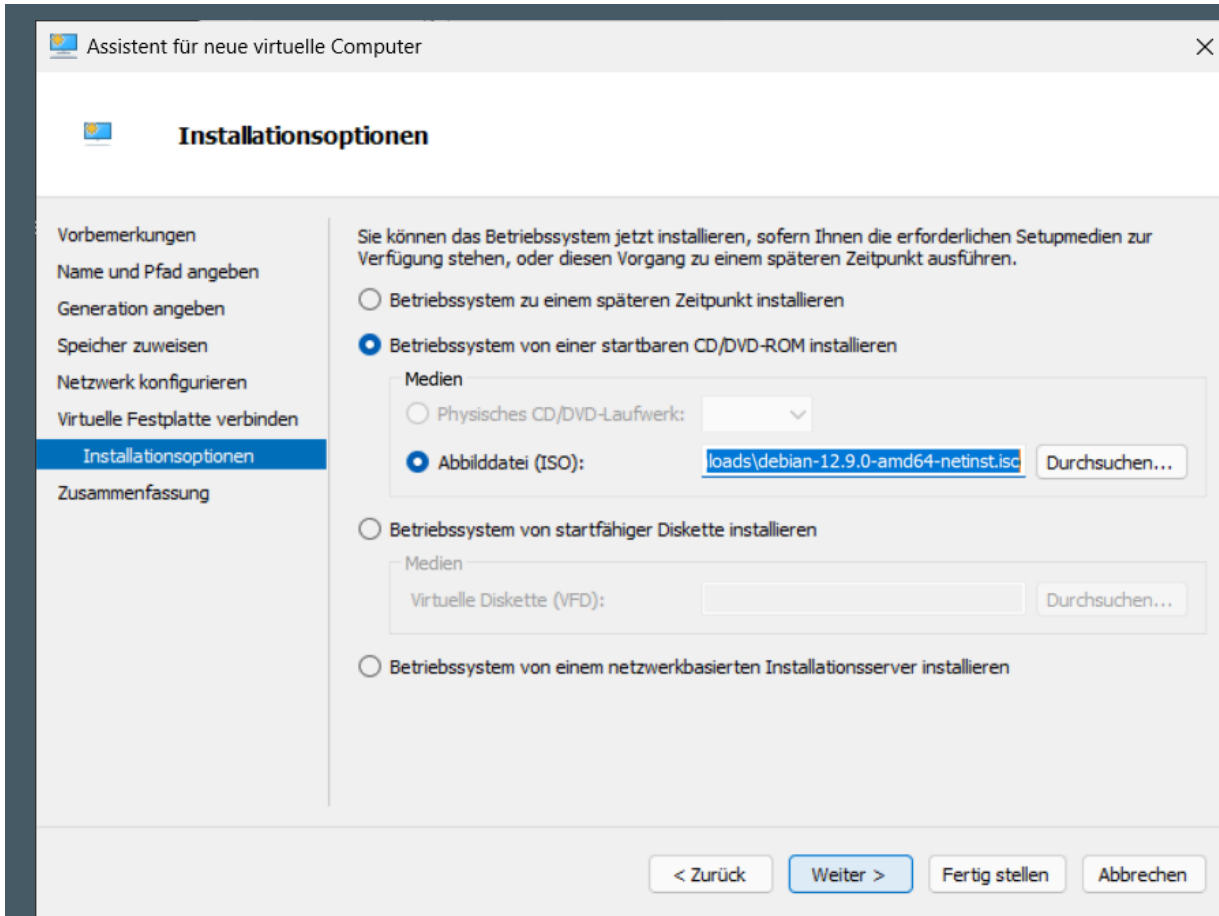 Assistent für neue virtuelle Computer
Installationsoptionen
Vorbemerkungen
Name und Pfad angeben
Generation angeben
Speicher zuweisen
Netzwerk konfigurieren
Virtuelle Festplatte verbinden
Installationsoptionen
Zusammenfassung
Sie können das Betriebssystem jetzt installieren, sofern Ihnen die erforderlichen Setupmedien zur
Verfügung stehen, oder diesen Vorgang zu einem späteren Zeitpunkt ausführen.
Betriebssystem zu einem späteren Zeitpunkt installieren
Betriebssystem von einer startbaren CD/DVD-ROM installieren
Medien
Physisches CD/DVD-Laufwerk:
Abbilddatei (ISO): loads\debian-12.9.0-amd64-netinst.iso Durchsuchen...
Betriebssystem von startfähiger Diskette installieren
Medien
Virtuelle Diskette (VFD): Durchsuchen...
Betriebssystem von einem netzwerkbasierten Installationsserver installieren
< Zurück Weiter > Fertig stellen Abbrechen